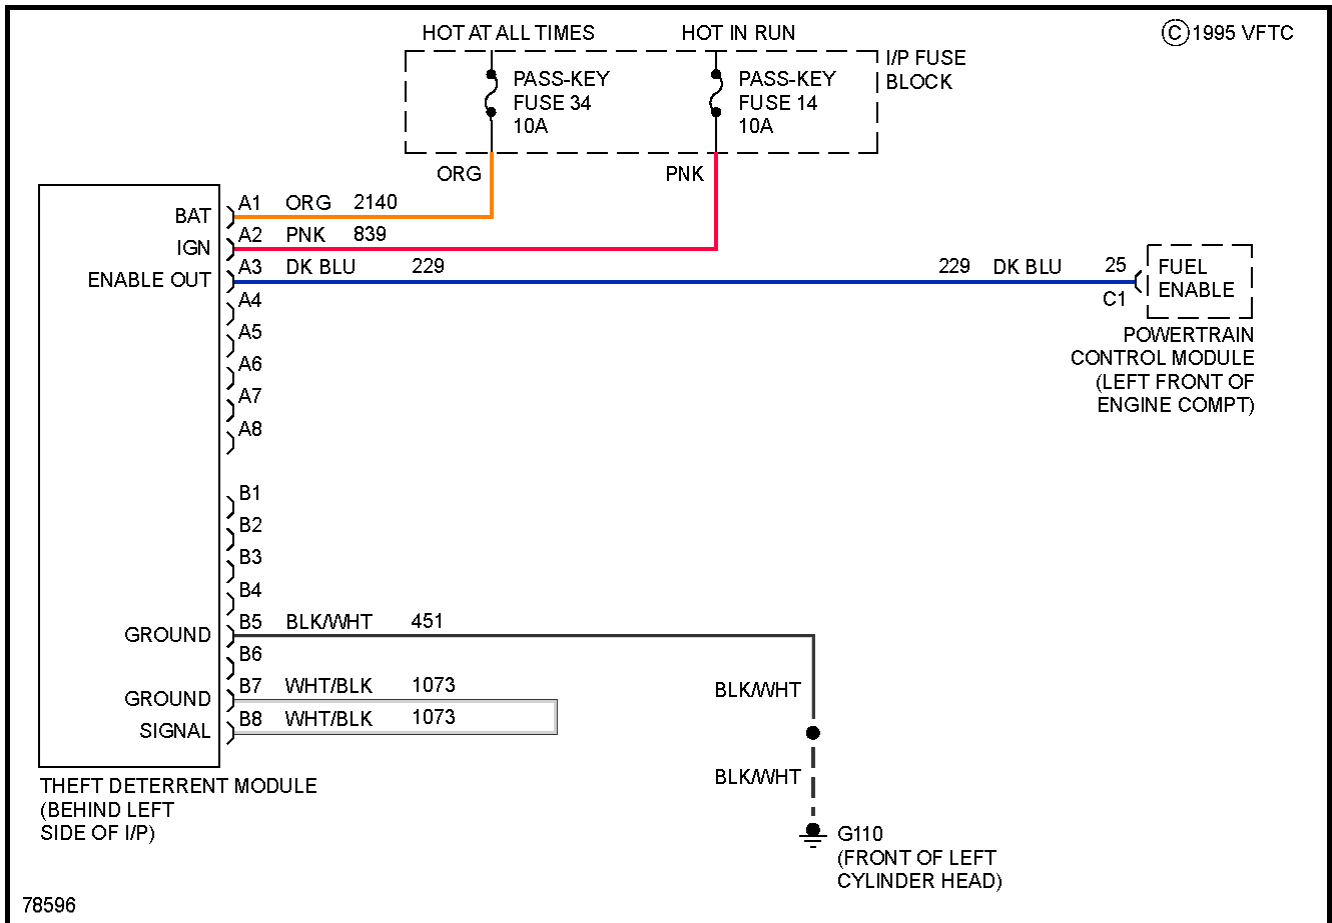 HOT AT ALL TIMES
HOT IN RUN
© 1995 VFTC
I/P FUSE
BLOCK
PASS-KEY
FUSE 34
10A
PASS-KEY
FUSE 14
10A
ORG
PNK
BAT
A1 ORG 2140
IGN
A2 PNK 839
ENABLE OUT
A3 DK BLU 229
229 DK BLU 25
C1
FUEL
ENABLE
POWERTRAIN
CONTROL MODULE
(LEFT FRONT OF
ENGINE COMPT)
A4
A5
A6
A7
A8
B1
B2
B3
B4
GROUND
B5 BLK/WHT 451
B6
GROUND
B7 WHT/BLK 1073
SIGNAL
B8 WHT/BLK 1073
BLK/WHT
BLK/WHT
THEFT DETERRENT MODULE
(BEHIND LEFT
SIDE OF I/P)
G110
(FRONT OF LEFT
CYLINDER HEAD)
78596